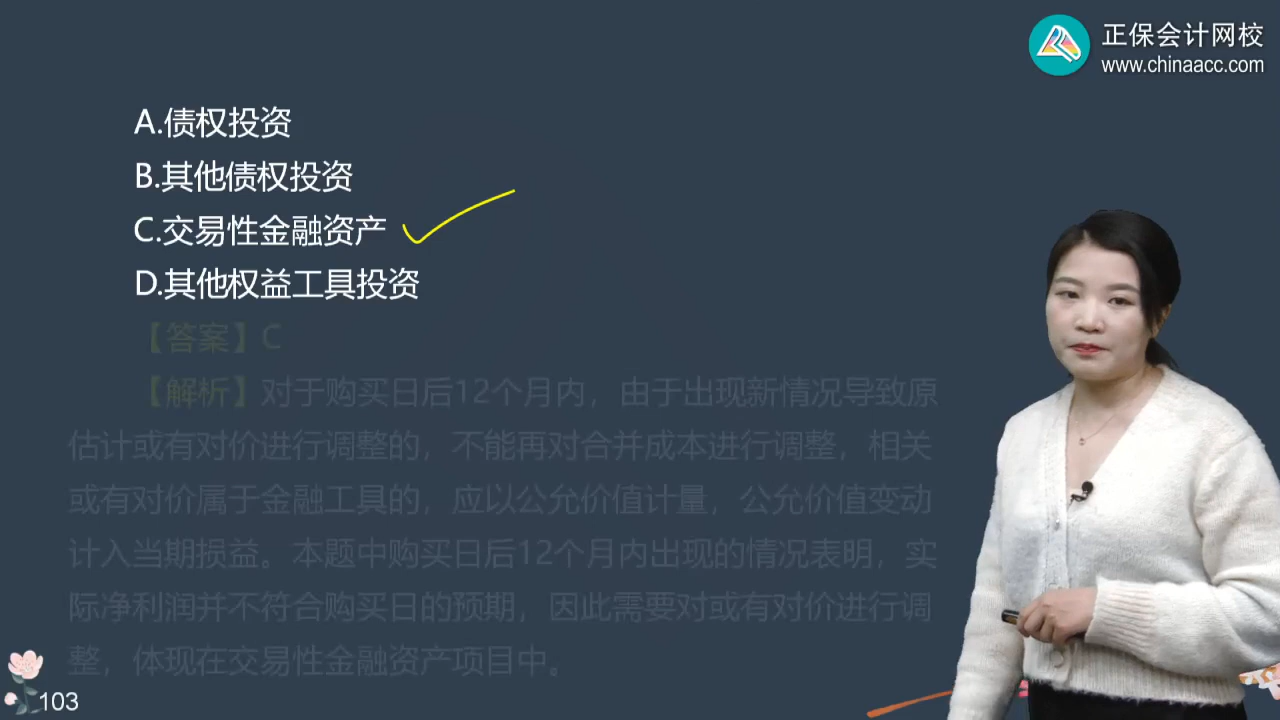 正保会计网校
www.chinaacc.com
A.债权投资
B.其他债权投资
C.交易性金融资产
D.其他权益工具投资
【答案】C
【解析】对于购买日后12个月内，由于出现新情况导致原
估计或有对价进行调整的，不能再对合并成本进行调整，相关
或有对价属于金融工具的，应以公允价值计量，公允价值变动
计入当期损益。本题中购买日后12个月内出现的情况表明，实
际净利润并不符合购买日的预期，因此需要对或有对价进行调
整，体现在交易性金融资产项目中。
103